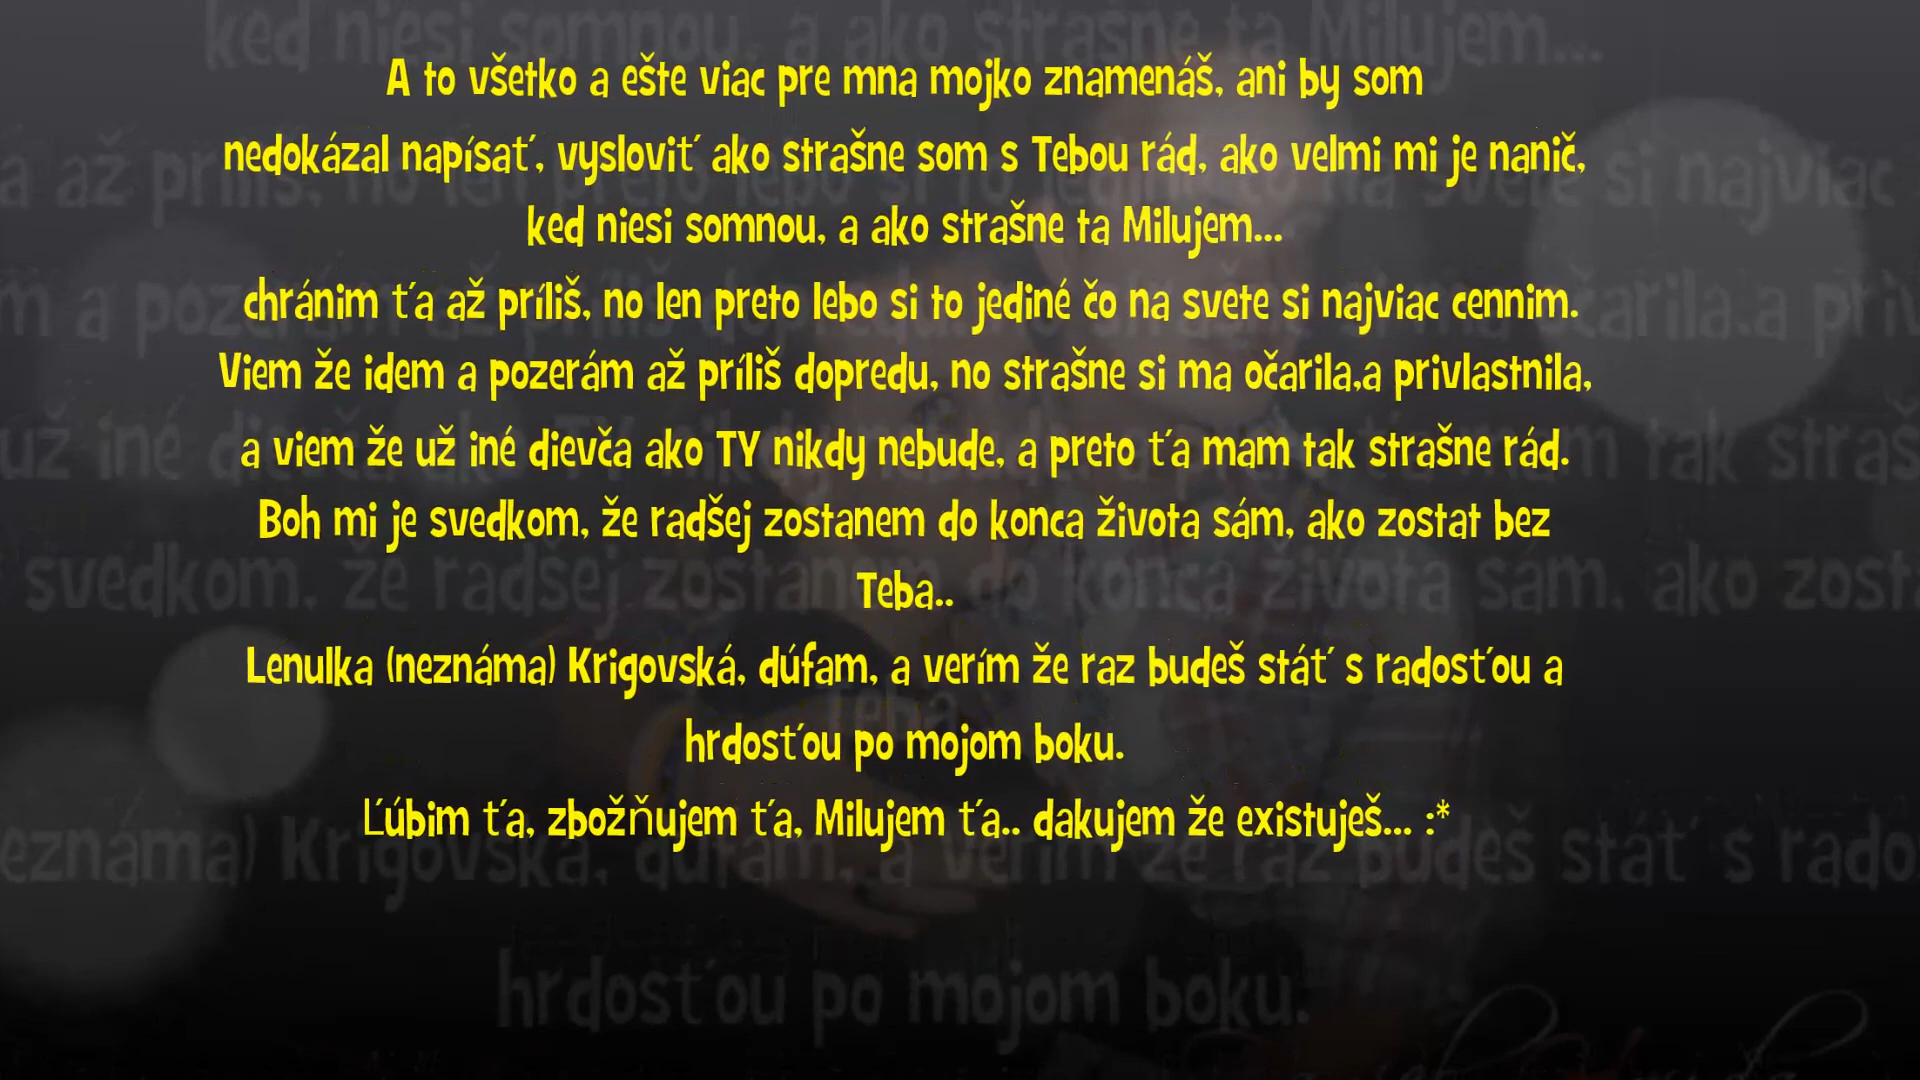 A to všetko a ešte viac pre mna mojko znamenáš, ani by som
nedokázal napísať, vysloviť ako strašne som s Tebou rád, ako velmi mi je nanič,
ked niesi somnou, a ako strašne ta Milujem...
chránim ťa až príliš, no len preto lebo si to jediné čo na svete si najviac cennim.
Viem že idem a pozerám až príliš dopredu, no strašne si ma očarila,a privlastnila,
a viem že už iné dievča ako TY nikdy nebude, a preto ťa mam tak strašne rád.
Boh mi je svedkom, že radšej zostanem do konca života sám, ako zostat bez
Teba..
Lenulka (neznáma) Krigovská, dúfam, a verím že raz budeš stáť s radosťou a
hrdosťou po mojom boku.
Ľúbim ťa, zbožňujem ťa, Milujem ťa.. dakujem že existuješ... :*